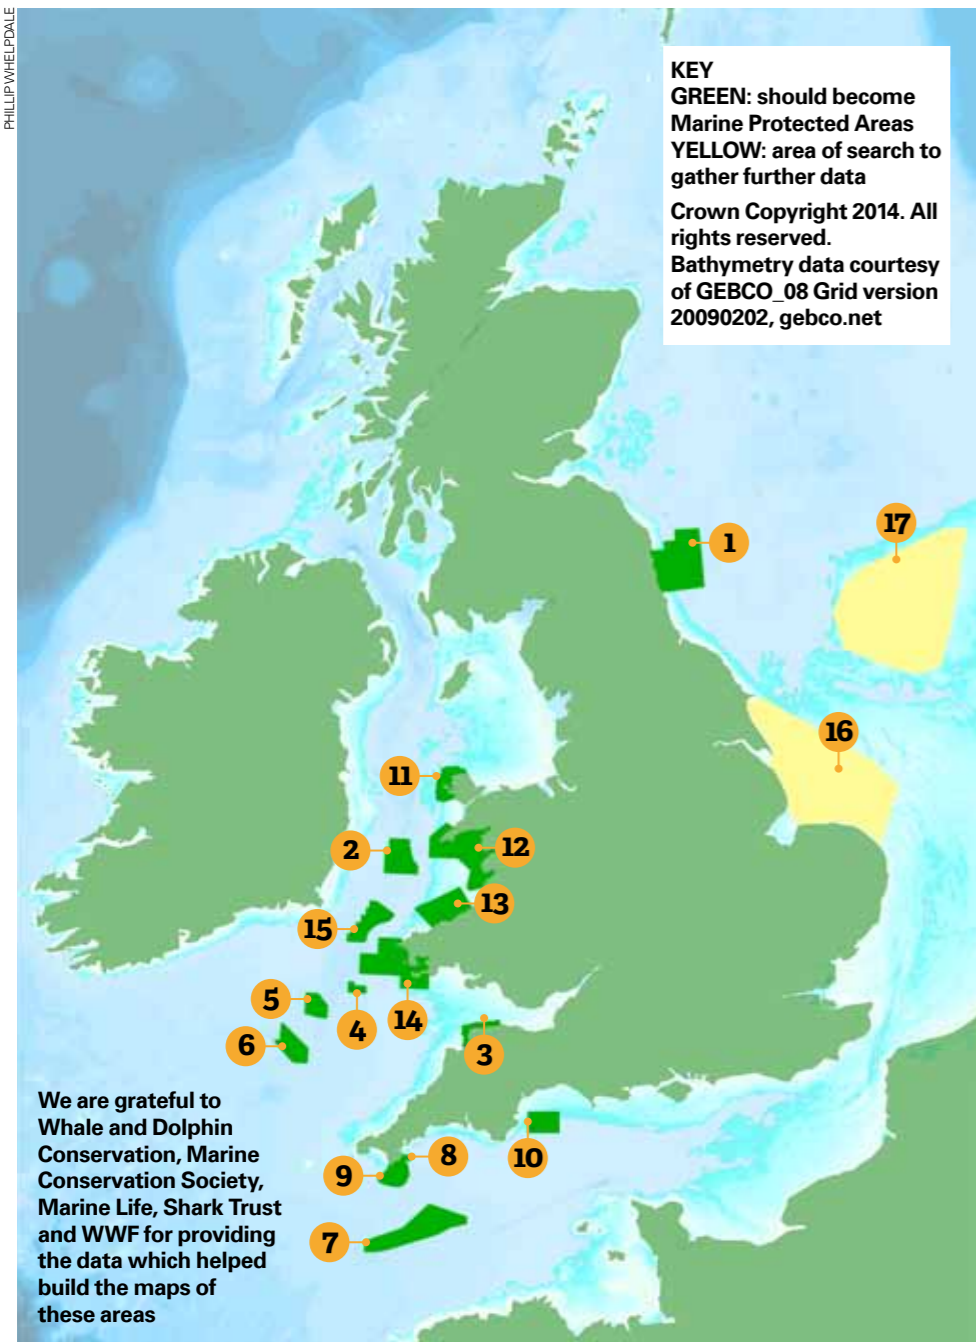 PHILLIP WHELPDALE
KEY
GREEN: should become
Marine Protected Areas
YELLOW: area of search to
gather further data
Crown Copyright 2014. All
rights reserved.
Bathymetry data courtesy
of GEBCO_08 Grid version
20090202, gebco.net
17
1
16
11
2
12
13
15
5
4
14
6
3
We are grateful to
Whale and Dolphin
Conservation, Marine
Conservation Society,
Marine Life, Shark Trust
and WWF for providing
the data which helped
build the maps of
these areas
8
10
9
7